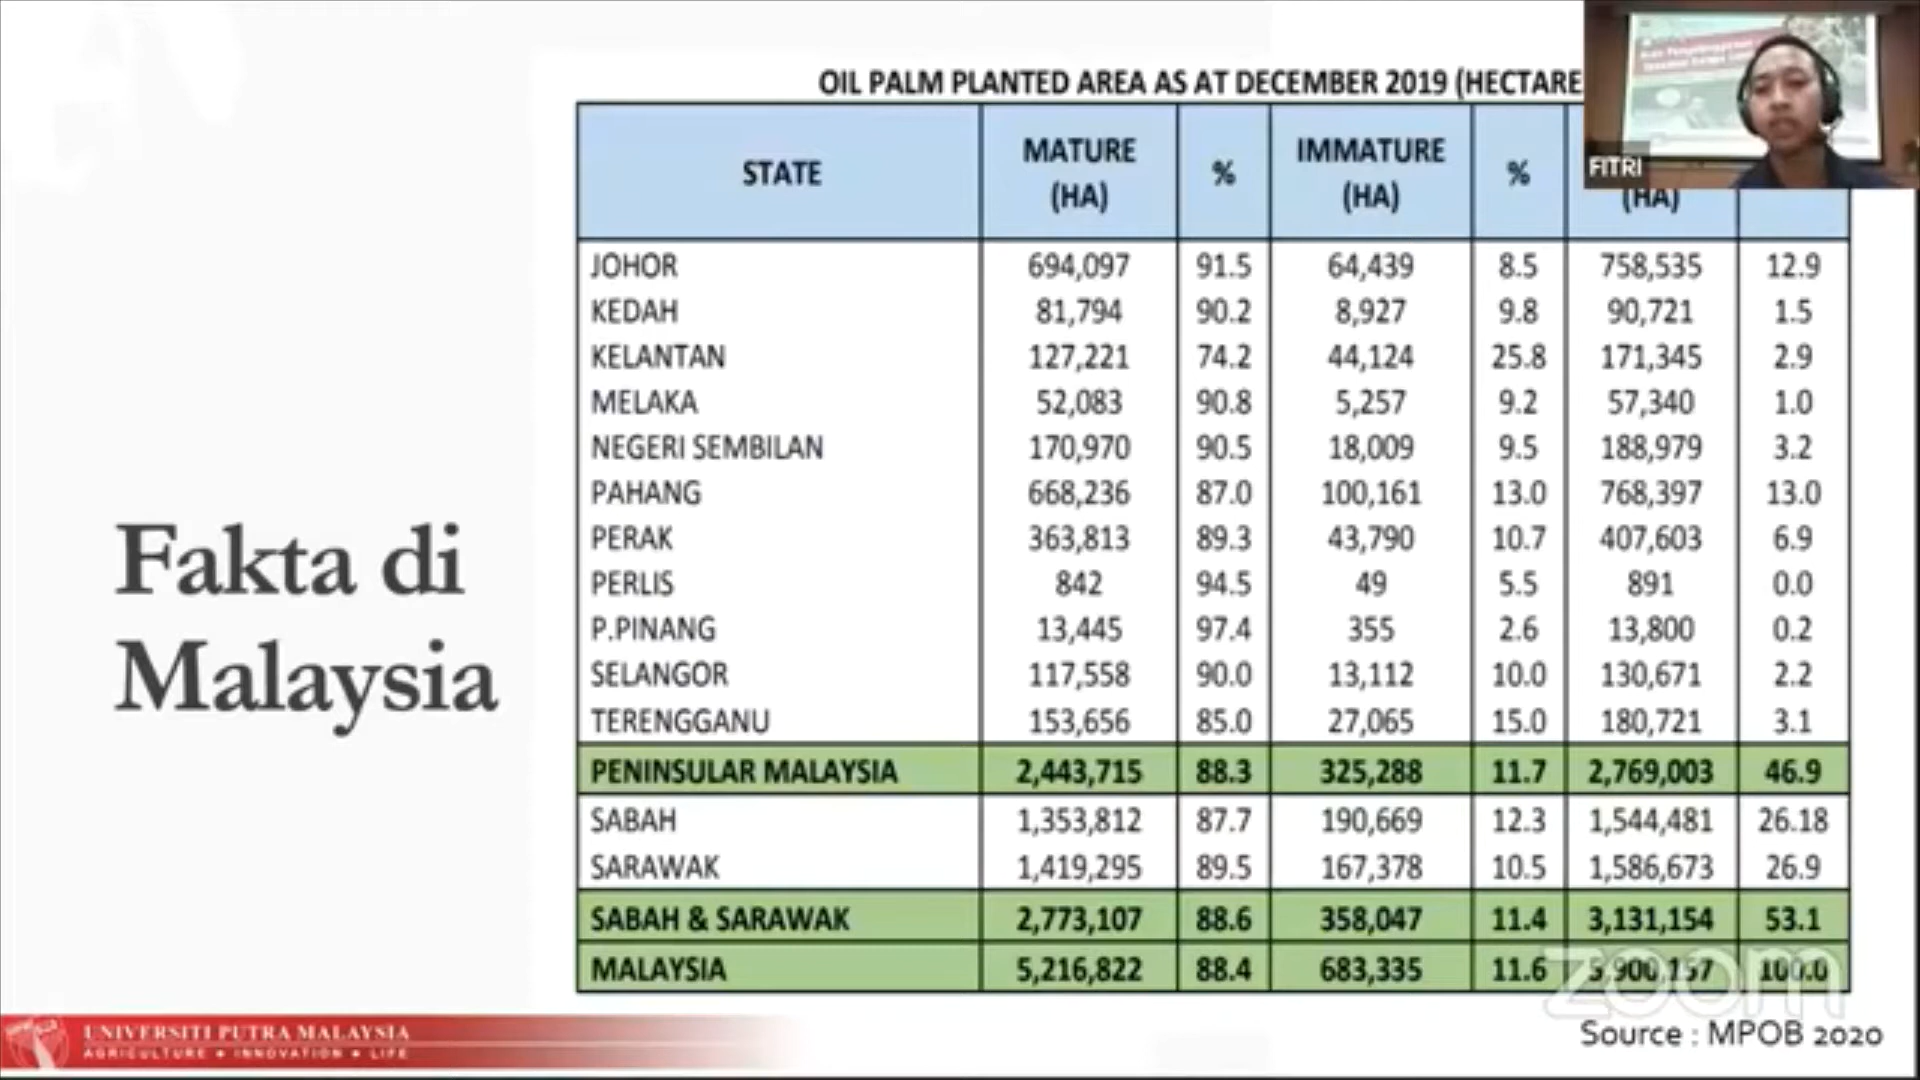 OIL PALM PLANTED AREA AS AT DECEMBER 2019 (HECTARE
STATE MATURE (HA) % IMMATURE (HA) % (HA)
JOHOR 694,097 91.5 64,439 8.5 758,535 12.9
KEDAH 81,794 90.2 8,927 9.8 90,721 1.5
KELANTAN 127,221 74.2 44,124 25.8 171,345 2.9
MELAKA 52,083 90.8 5,257 9.2 57,340 1.0
NEGERI SEMBILAN 170,970 90.5 18,009 9.5 188,979 3.2
PAHANG 668,236 87.0 100,161 13.0 768,397 13.0
PERAK 363,813 89.3 43,790 10.7 407,603 6.9
PERLIS 842 94.5 49 5.5 891 0.0
P.PINANG 13,445 97.4 355 2.6 13,800 0.2
SELANGOR 117,558 90.0 13,112 10.0 130,671 2.2
TERENGGANU 153,656 85.0 27,065 15.0 180,721 3.1
PENINSULAR MALAYSIA 2,443,715 88.3 325,288 11.7 2,769,003 46.9
SABAH 1,353,812 87.7 190,669 12.3 1,544,481 26.18
SARAWAK 1,419,295 89.5 167,378 10.5 1,586,673 26.9
SABAH & SARAWAK 2,773,107 88.6 358,047 11.4 3,131,154 53.1
MALAYSIA 5,216,822 88.4 683,335 11.6 5,900,157 100.0
Fakta di
Malaysia
FITRI
zoom
Source : MPOB 2020
UNIVERSITI PUTRA MALAYSIA
AGRICULTURE • INNOVATION • LIFE